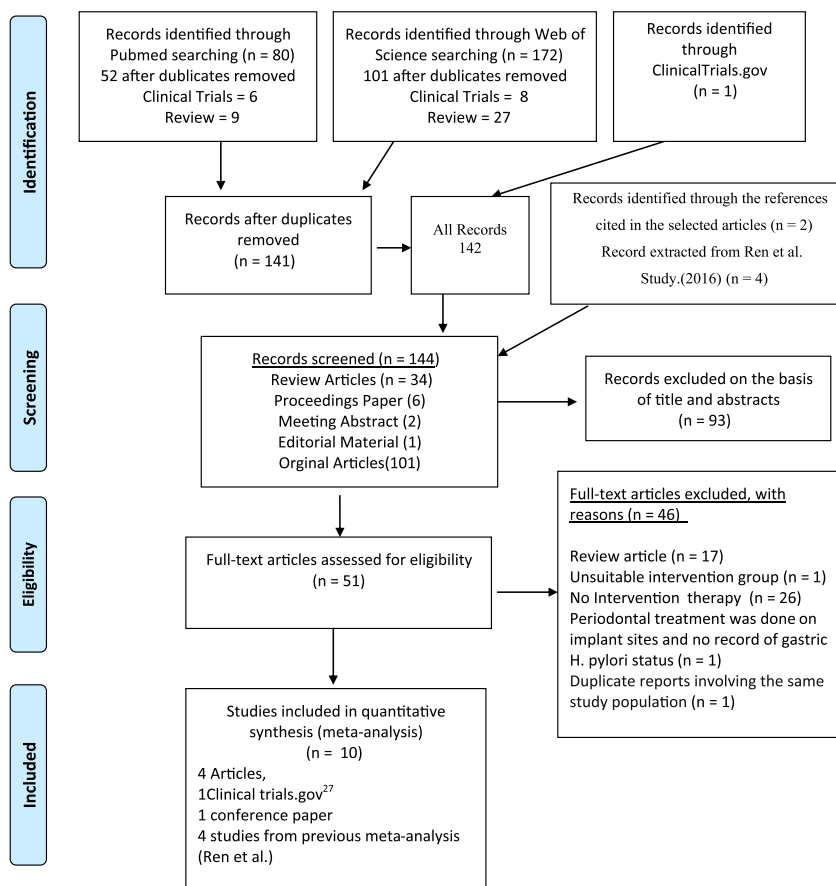 Identification
Records identified through
Pubmed searching (n = 80)
52 after dublicates removed
Clinical Trials = 6
Review = 9
Records identified through Web of
Science searching (n = 172)
101 after dublicates removed
Clinical Trials = 8
Review = 27
Records identified
through
ClinicalTrials.gov
(n = 1)
Records after duplicates
removed
(n = 141)
All Records
142
Records identified through the references
cited in the selected articles (n = 2)
Record extracted from Ren et al.
Study.(2016) (n = 4)
Screening
Records screened (n = 144)
Review Articles (n = 34)
Proceedings Paper (6)
Meeting Abstract (2)
Editorial Material (1)
Orginal Articles(101)
Records excluded on the basis
of title and abstracts
(n = 93)
Eligibility
Full-text articles assessed for eligibility
(n = 51)
Full-text articles excluded, with
reasons (n = 46)
Review article (n = 17)
Unsuitable intervention group (n = 1)
No Intervention therapy (n = 26)
Periodontal treatment was done on
implant sites and no record of gastric
H. pylori status (n = 1)
Duplicate reports involving the same
study population (n = 1)
Included
Studies included in quantitative
synthesis (meta-analysis)
(n = 10)
4 Articles,
1Clinical trials.gov27
1 conference paper
4 studies from previous meta-analysis
(Ren et al.)